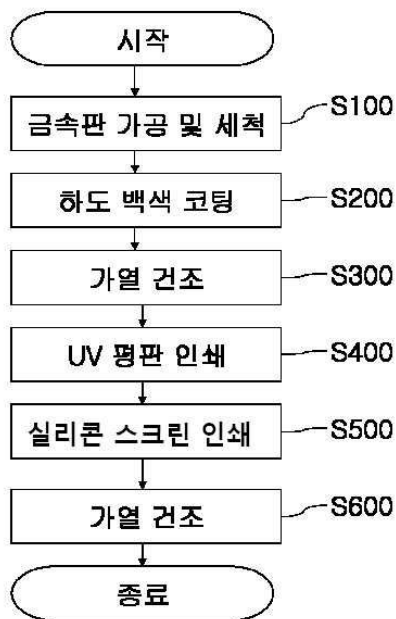 시작
금속판 가공 및 세척 S100
하도 백색 코팅 S200
가열 건조 S300
UV 평판 인쇄 S400
실리콘 스크린 인쇄 S500
가열 건조 S600
종료